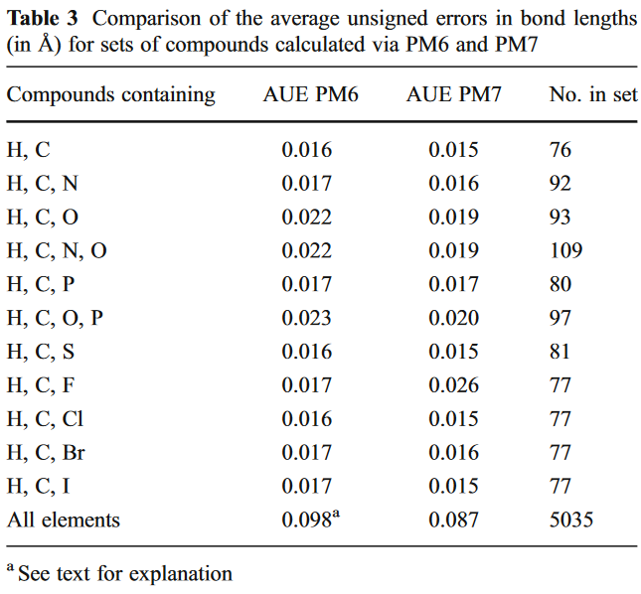 Table 3 Comparison of the average unsigned errors in bond lengths
(in Å) for sets of compounds calculated via PM6 and PM7
Compounds containing AUE PM6 AUE PM7 No. in set
H, C 0.016 0.015 76
H, C, N 0.017 0.016 92
H, C, O 0.022 0.019 93
H, C, N, O 0.022 0.019 109
H, C, P 0.017 0.017 80
H, C, O, P 0.023 0.020 97
H, C, S 0.016 0.015 81
H, C, F 0.017 0.026 77
H, C, Cl 0.016 0.015 77
H, C, Br 0.017 0.016 77
H, C, I 0.017 0.015 77
All elements 0.098a 0.087 5035
a See text for explanation